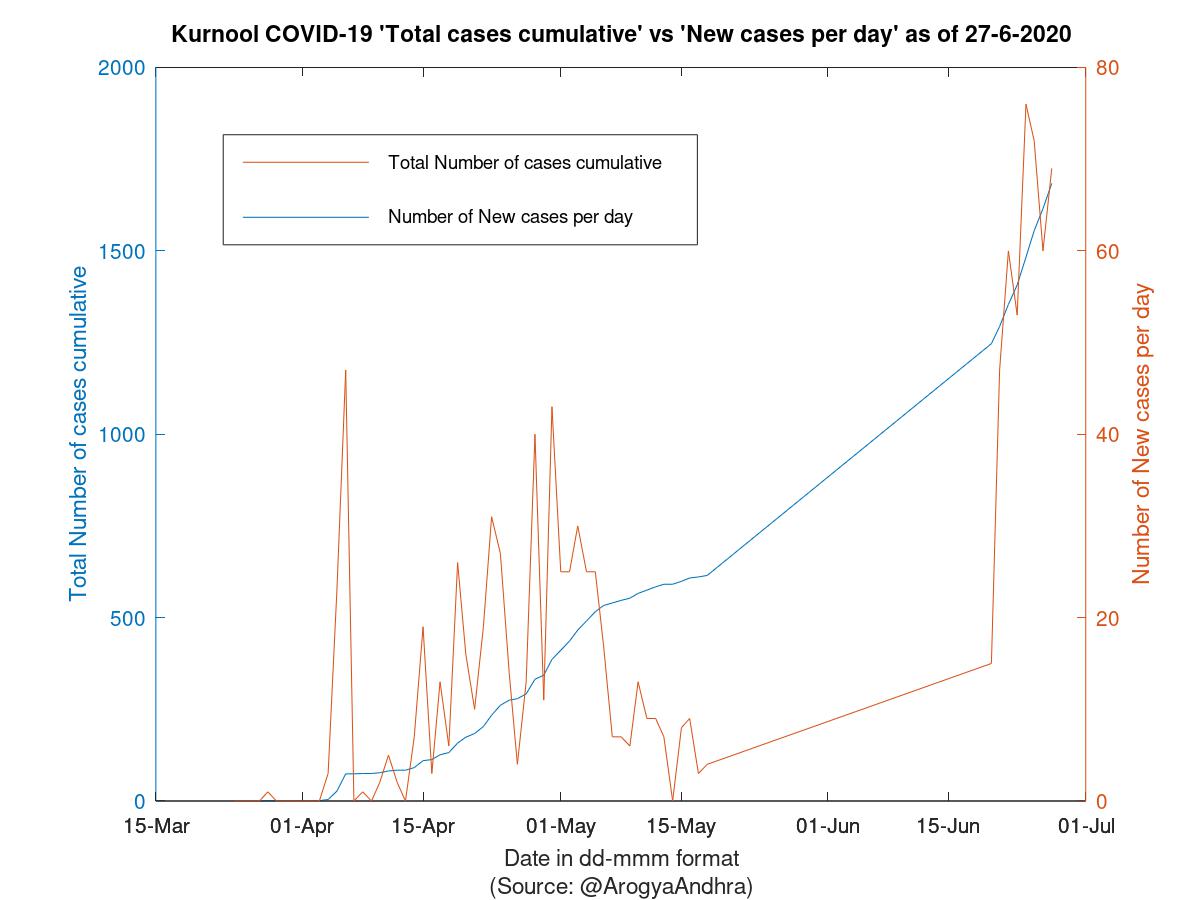 Kurnool COVID-19 'Total cases cumulative' vs 'New cases per day' as of 27-6-2020
2000
1500
1000
500
0
Total Number of cases cumulative
Total Number of cases cumulative
Number of New cases per day
80
60
40
20
0
Number of New cases per day
15-Mar
01-Apr
15-Apr
01-May
15-May
01-Jun
15-Jun
01-Jul
Date in dd-mmm format
(Source: @ArogyaAndhra)